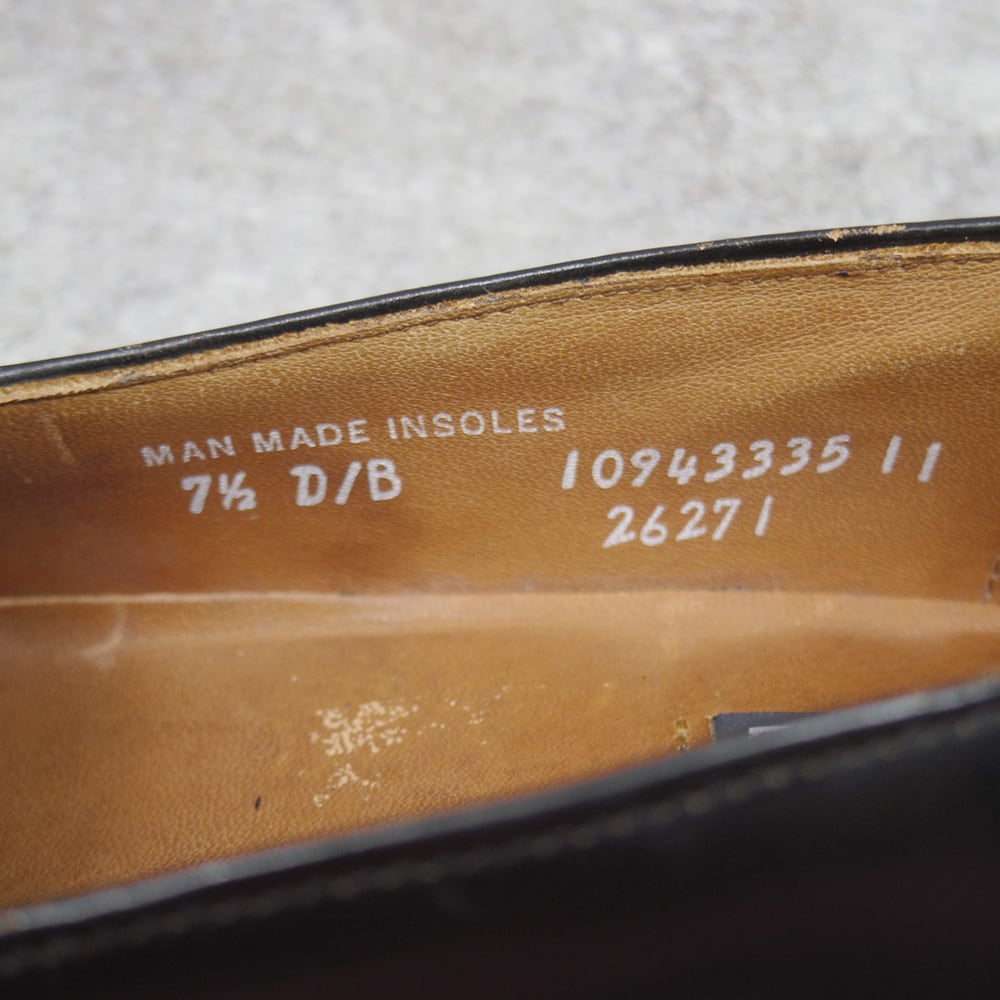 MAN MADE INSOLES
7½ D/B 10943335 11
26271